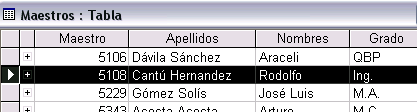 Maestros : Tabla
Maestro Apellidos Nombres Grado
+ 5106 Dávila Sánchez Araceli QBP
+ 5108 Cantú Hernandez Rodolfo Ing.
+ 5229 Gómez Solís José Luis M.A.
+ 5343 Acosta Acosta Arturo M.C.